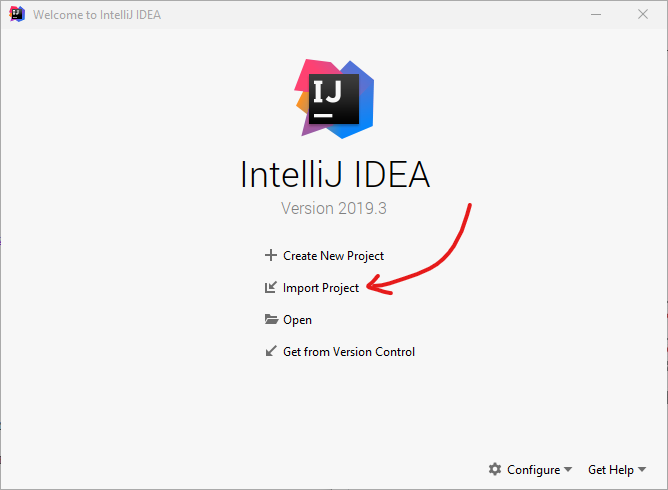 Welcome to IntelliJ IDEA
IJ
IntelliJ IDEA
Version 2019.3
Create New Project
Import Project
Open
Get from Version Control
Configure Get Help